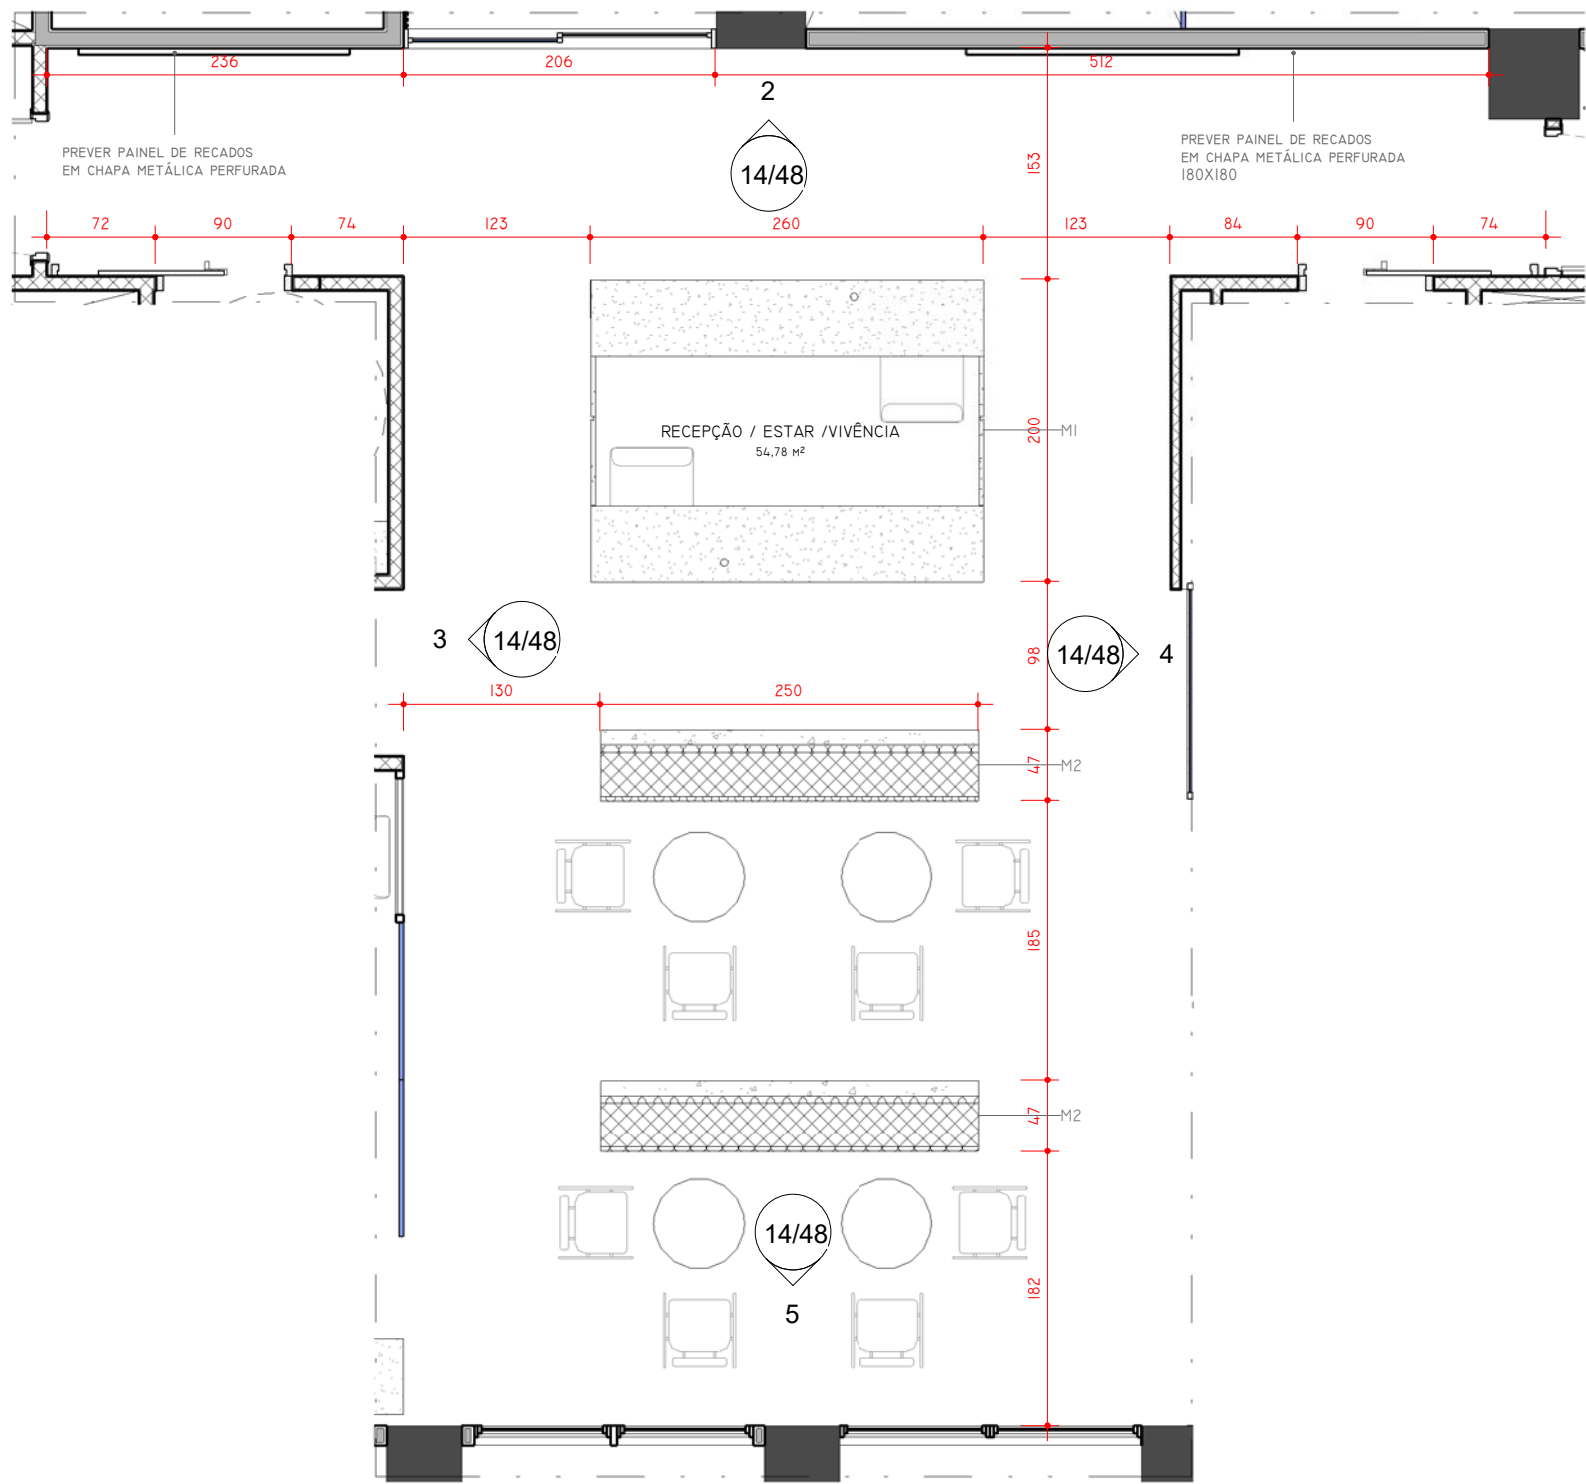 236
206
512
2
PREVER PAINEL DE RECADOS
EM CHAPA METÁLICA PERFURADA
14/48
153
PREVER PAINEL DE RECADOS
EM CHAPA METÁLICA PERFURADA
180X180
72
90
74
123
260
123
84
90
74
RECEPÇÃO / ESTAR /VIVÊNCIA
54,78 M²
200
M1
3
14/48
98
14/48
4
130
250
47
M2
185
47
M2
14/48
5
182